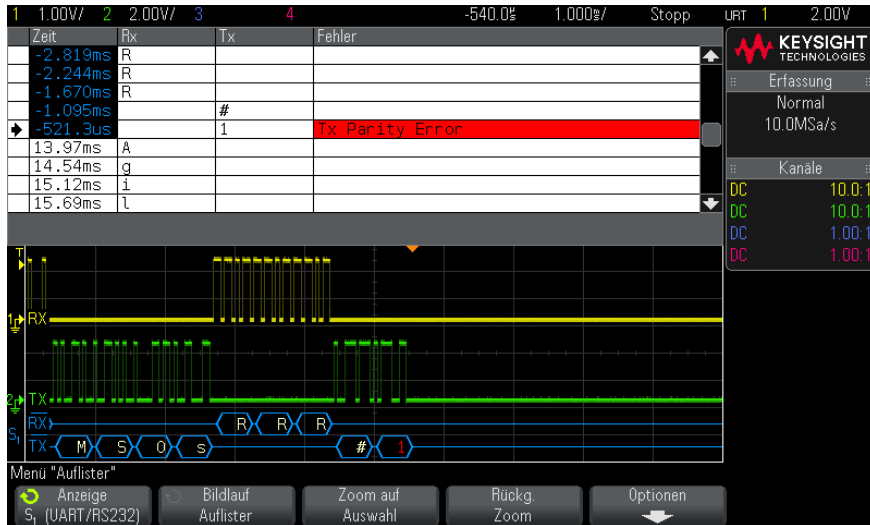 1 1.00V/ 2 2.00V/ 3 4 -540.0µs 1.000ms/ Stopp URT 1 2.00V
Zeit Rx Tx Fehler
-2.819ms R
-2.244ms R
-1.670ms R
-1.095ms #
-521.3us 1 Tx Parity Error
13.97ms A
14.54ms g
15.12ms i
15.69ms l
KEYSIGHT
TECHNOLOGIES
Erfassung
Normal
10.0MSa/s
Kanäle
DC 10.0:1
DC 10.0:1
DC 1.00:1
DC 1.00:1
T
1 RX
2 TX
S1
RX R R R
TX M S O s # 1
Menü "Auflister"
Anzeige
S1 (UART/RS232)
Bildlauf
Auflister
Zoom auf
Auswahl
Rückg.
Zoom
Optionen